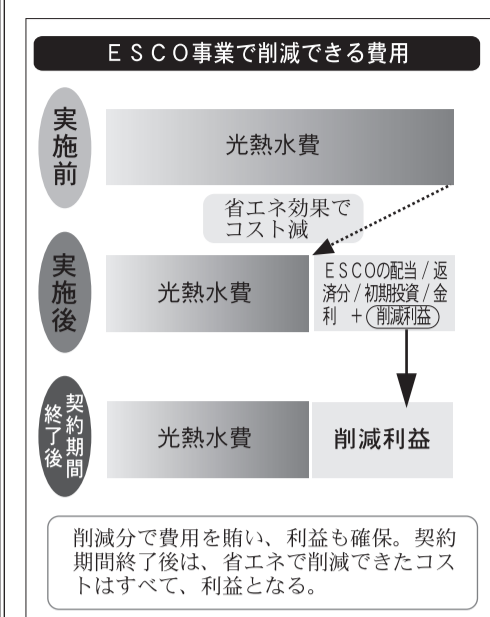 ESCO事業で削減できる費用
実施前
光熱水費
省エネ効果で
コスト減
実施後
光熱水費
ESCOの配当/返
済分/初期投資/金
利 + 削減利益
契約期間
終了後
光熱水費
削減利益
削減分で費用を賄い、利益も確保。契約
期間終了後は、省エネで削減できたコス
トはすべて、利益となる。